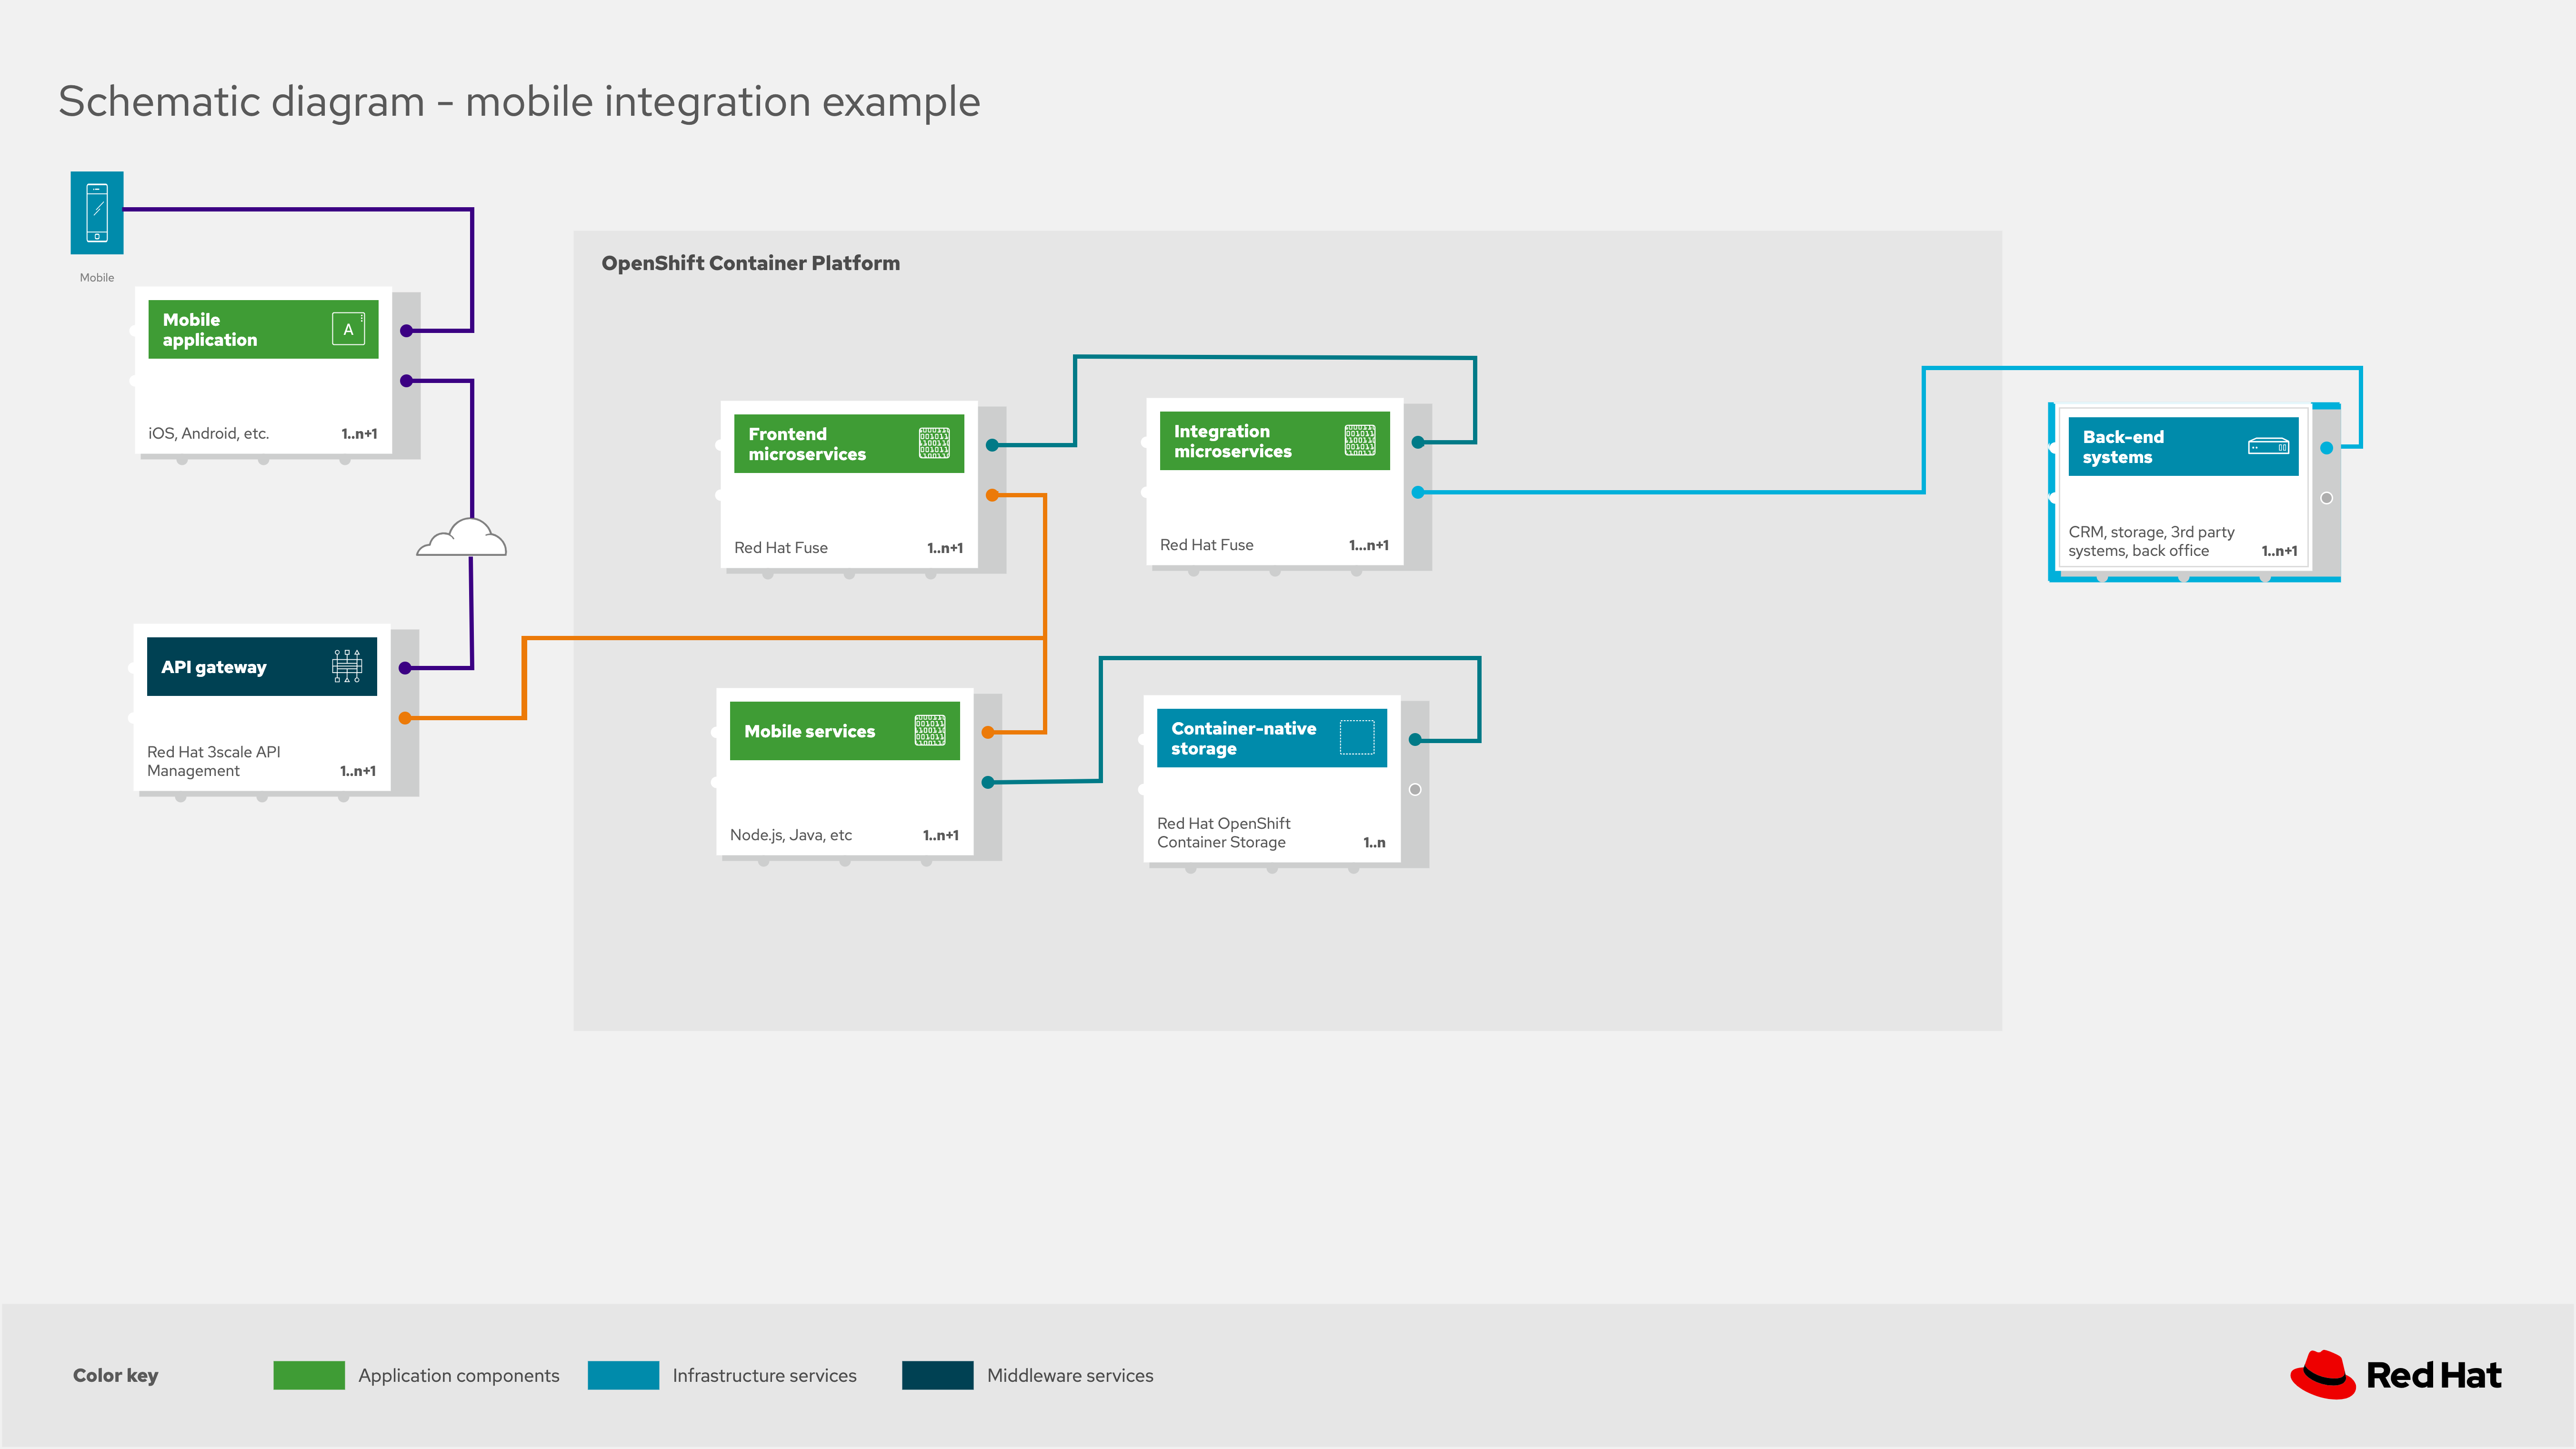 Schematic diagram - mobile integration example
Mobile
OpenShift Container Platform
Mobile
application
A
iOS, Android, etc.
1..n+1
Frontend
microservices
Red Hat Fuse
1..n+1
Integration
microservices
Red Hat Fuse
1...n+1
Back-end
systems
CRM, storage, 3rd party
systems, back office
1..n+1
API gateway
Red Hat 3scale API
Management
1..n+1
Mobile services
Node.js, Java, etc
1..n+1
Container-native
storage
Red Hat OpenShift
Container Storage
1..n
Color key
Application components
Infrastructure services
Middleware services
Red Hat